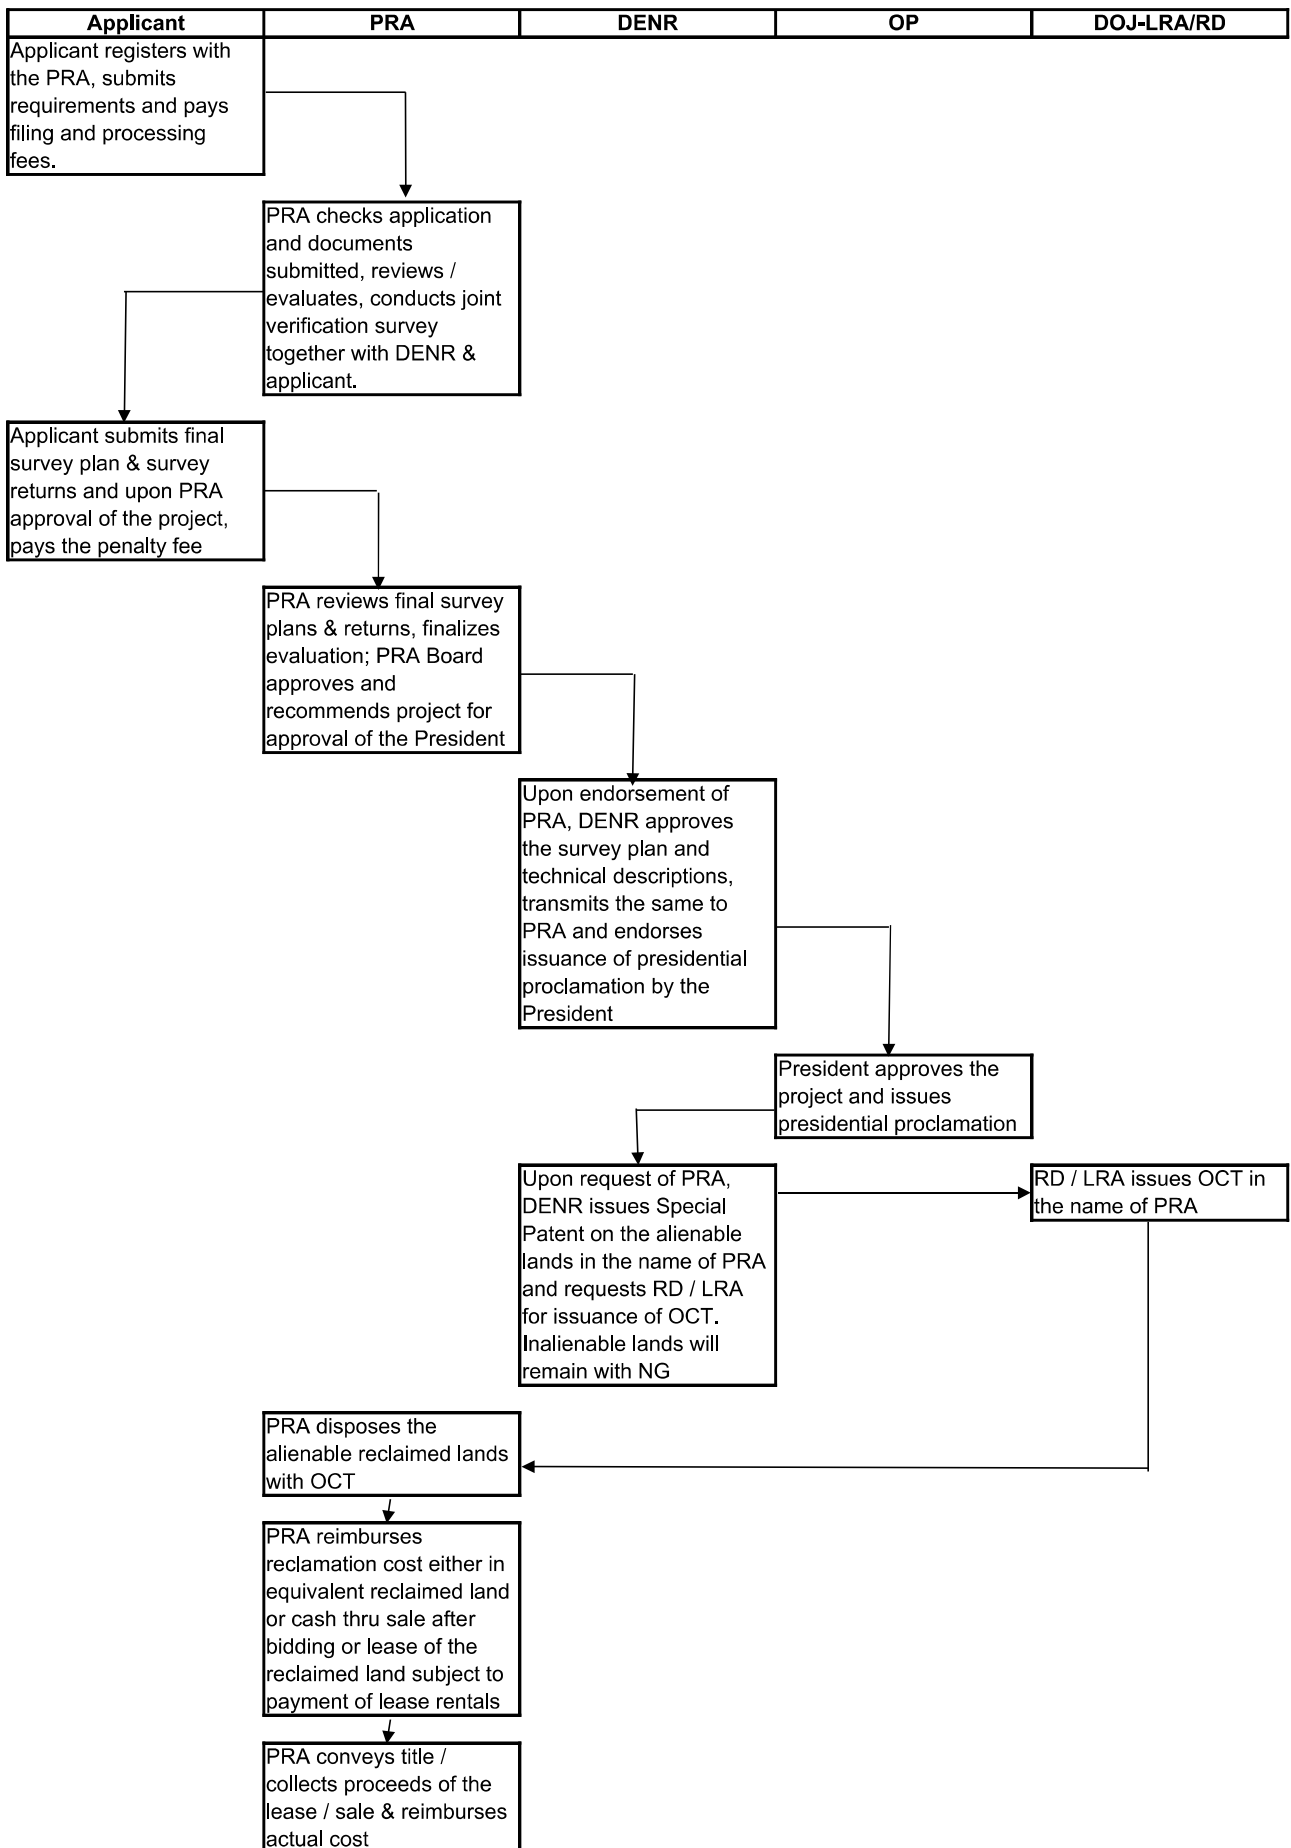 Applicant
PRA
DENR
OP
DOJ-LRA/RD
Applicant registers with
the PRA, submits
requirements and pays
filing and processing
fees.
PRA checks application
and documents
submitted, reviews /
evaluates, conducts joint
verification survey
together with DENR &
applicant.
Applicant submits final
survey plan & survey
returns and upon PRA
approval of the project,
pays the penalty fee
PRA reviews final survey
plans & returns, finalizes
evaluation; PRA Board
approves and
recommends project for
approval of the President
Upon endorsement of
PRA, DENR approves
the survey plan and
technical descriptions,
transmits the same to
PRA and endorses
issuance of presidential
proclamation by the
President
President approves the
project and issues
presidential proclamation
Upon request of PRA,
DENR issues Special
Patent on the alienable
lands in the name of PRA
and requests RD / LRA
for issuance of OCT.
Inalienable lands will
remain with NG
RD / LRA issues OCT in
the name of PRA
PRA disposes the
alienable reclaimed lands
with OCT
PRA reimburses
reclamation cost either in
equivalent reclaimed land
or cash thru sale after
bidding or lease of the
reclaimed land subject to
payment of lease rentals
PRA conveys title /
collects proceeds of the
lease / sale & reimburses
actual cost